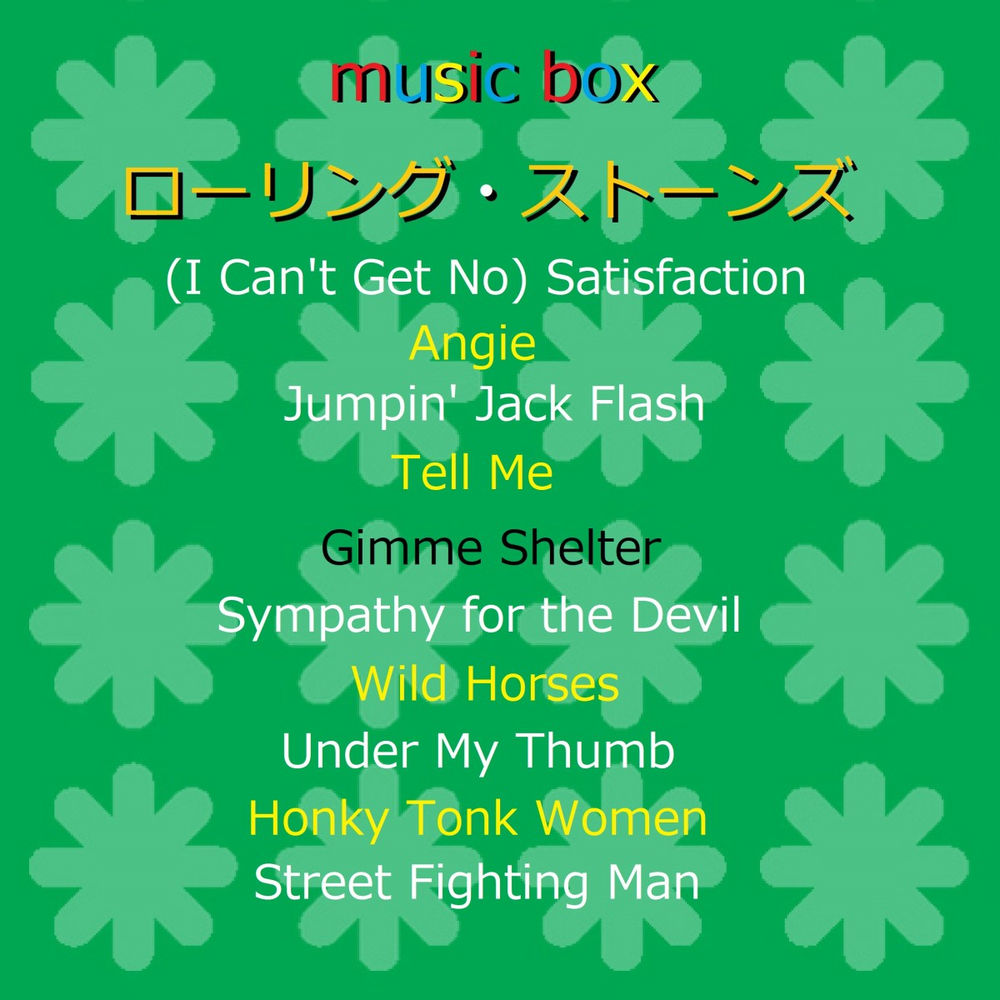 music box
ローリング・ストーンズ
(I Can't Get No) Satisfaction
Angie
Jumpin' Jack Flash
Tell Me
Gimme Shelter
Sympathy for the Devil
Wild Horses
Under My Thumb
Honky Tonk Women
Street Fighting Man